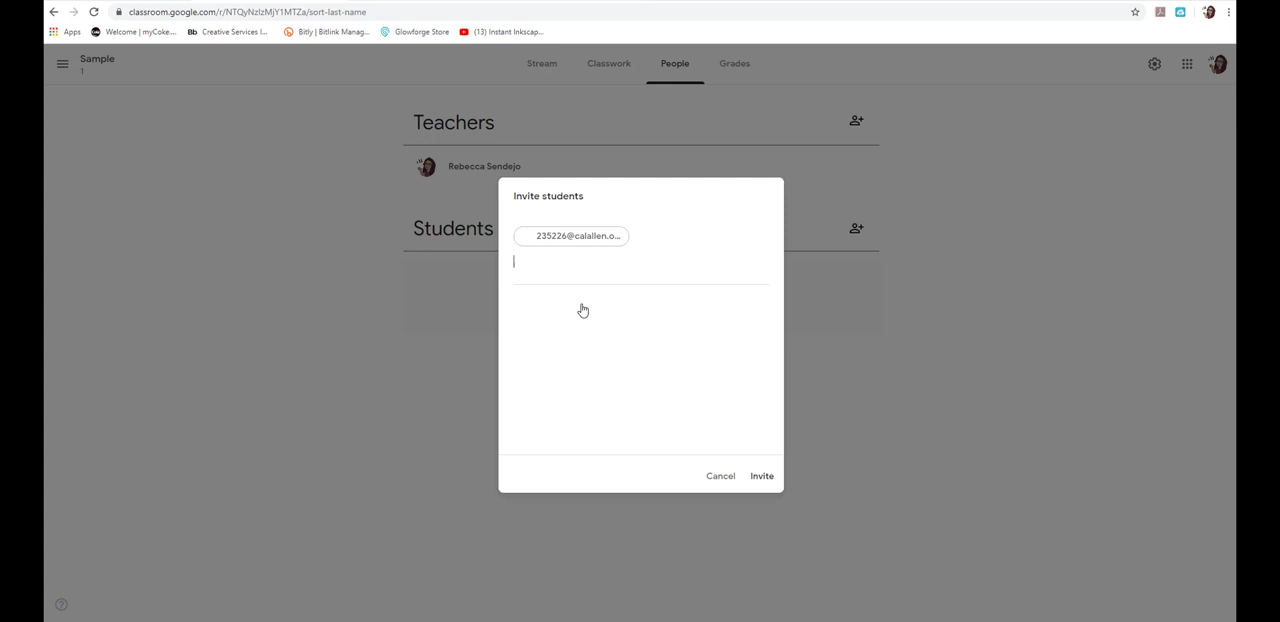 classroom.google.com/r/NTQyNzIzMjY1MTZa/sort-last-name
Apps Welcome | myCoke.... Bb Creative Services I... Bitly | Bitlink Manag... Glowforge Store (13) Instant Inkscap...
Sample
1
Stream Classwork People Grades
Teachers
Rebecca Sendejo
Students
Invite students
235226@calallen.o...
Cancel Invite